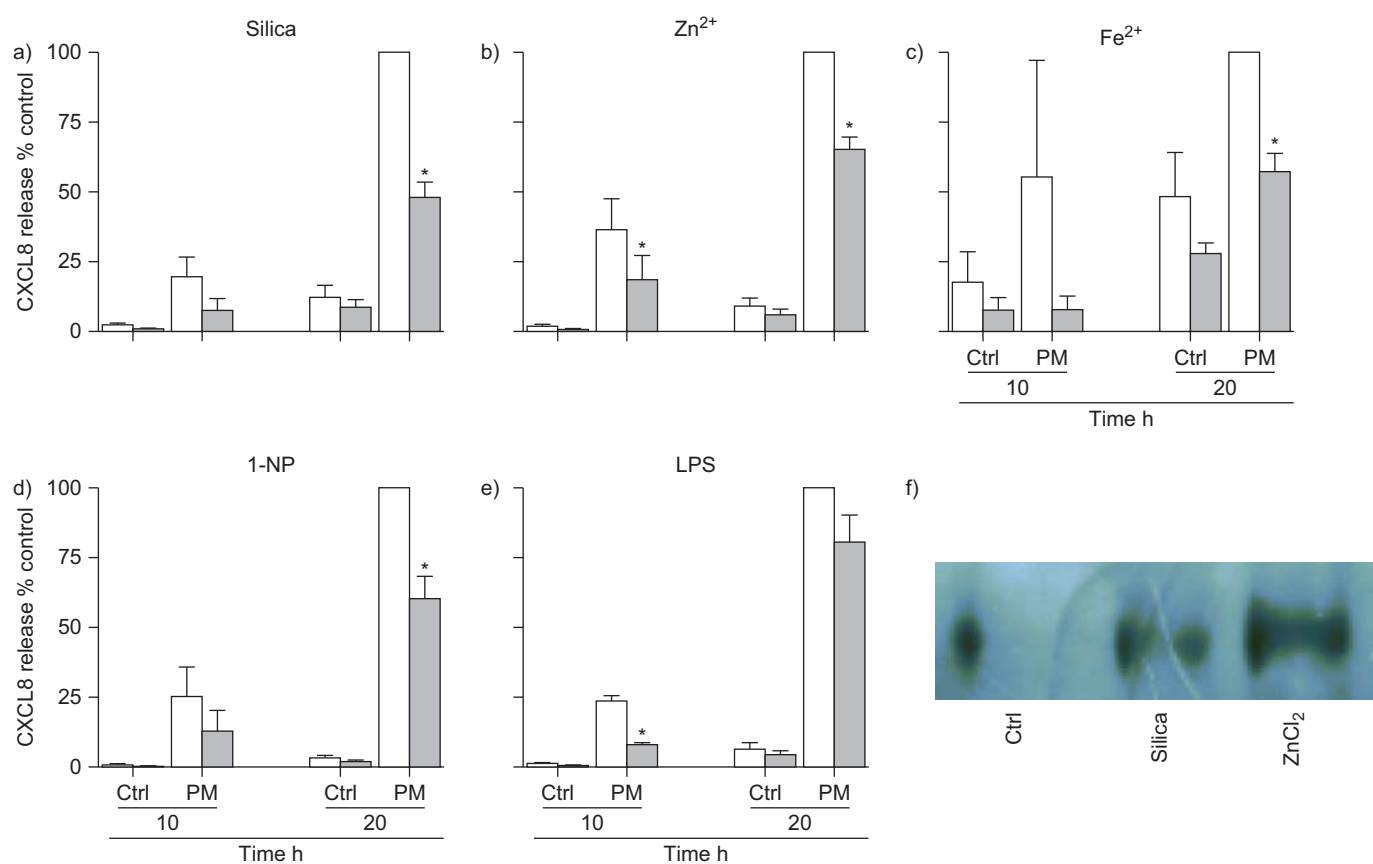 Silica
Zn2+
Fe2+
a)
b)
c)
CXCL8 release % control
100
75
50
25
0
*
*
*
*
Ctrl
PM
Ctrl
PM
10
20
Time h
1-NP
LPS
d)
e)
f)
CXCL8 release % control
100
75
50
25
0
*
*
Ctrl
PM
Ctrl
PM
10
20
Time h
Ctrl
PM
Ctrl
PM
10
20
Time h
Ctrl
Silica
ZnCl2